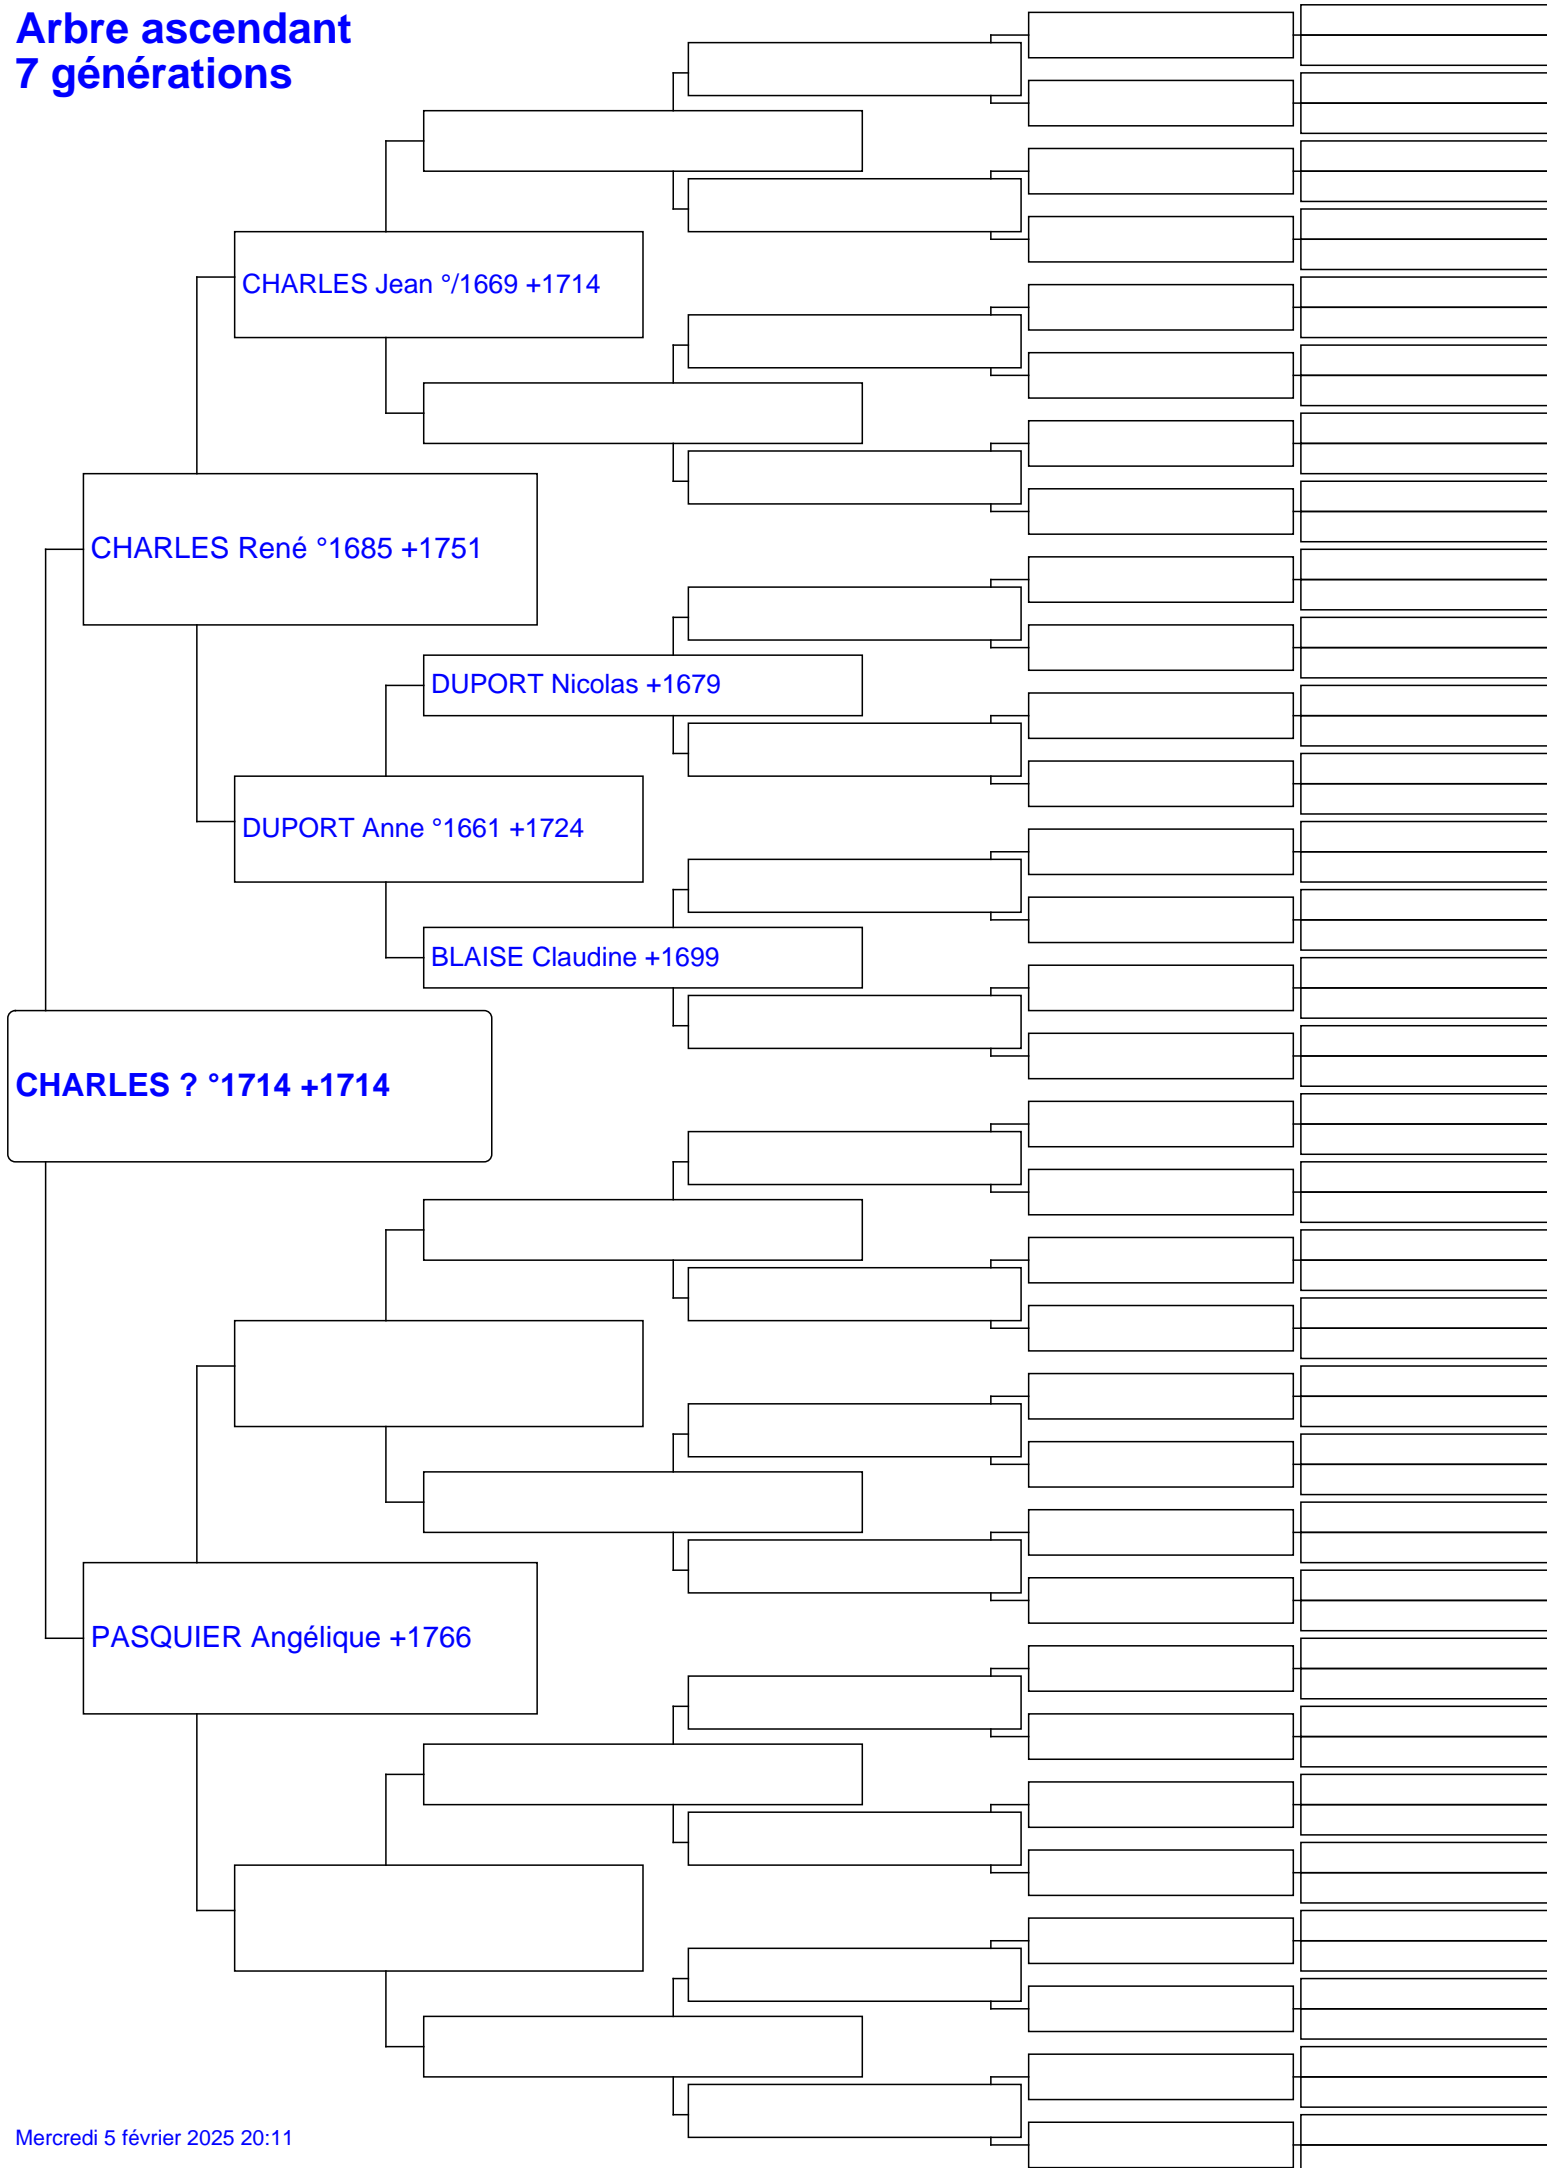 Arbre ascendant
7 générations
CHARLES Jean °/1669 +1714
CHARLES René °1685 +1751
DUPORT Nicolas +1679
DUPORT Anne °1661 +1724
BLAISE Claudine +1699
CHARLES ? °1714 +1714
PASQUIER Angélique +1766
Mercredi 5 février 2025 20:11